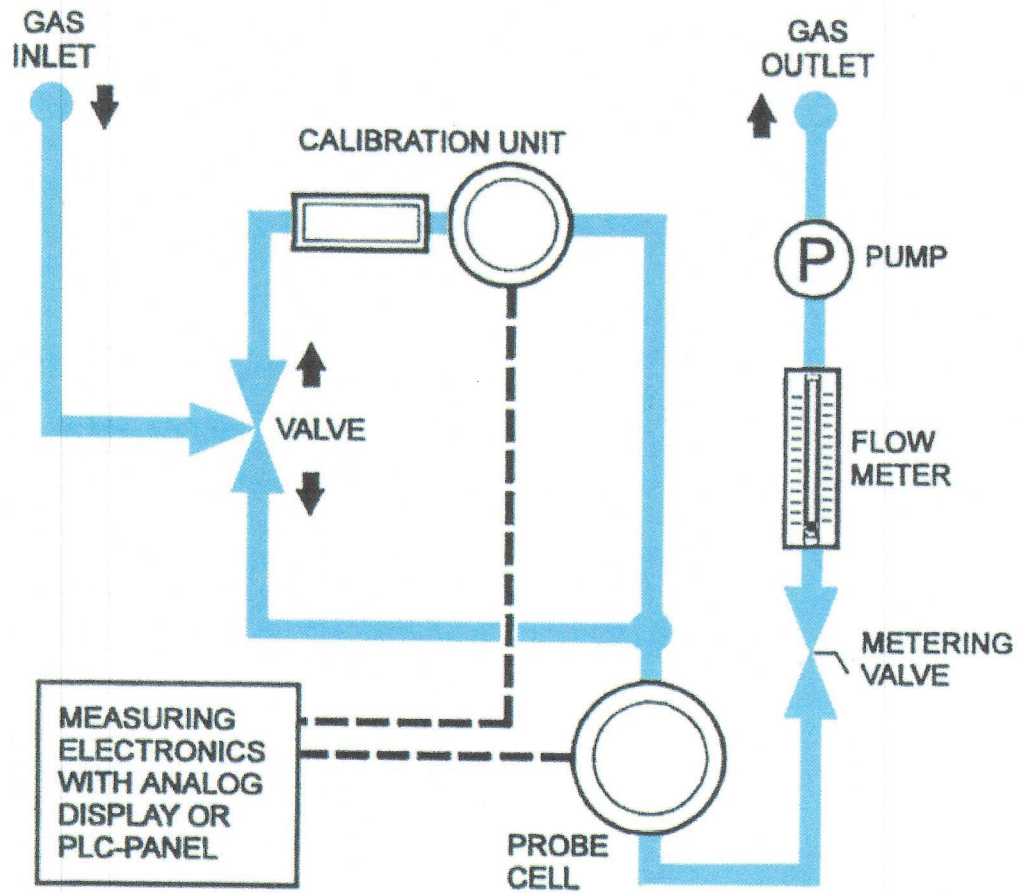 GAS
INLET
GAS
OUTLET
CALIBRATION UNIT
P
PUMP
VALVE
FLOW
METER
METERING
VALVE
MEASURING
ELECTRONICS
WITH ANALOG
DISPLAY OR
PLC-PANEL
PROBE
CELL